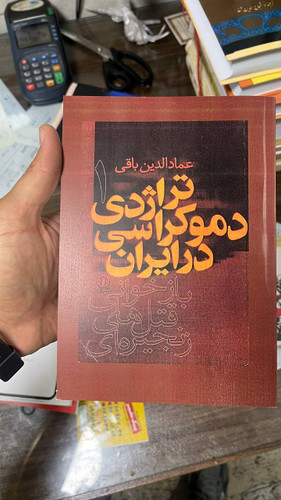 عمادالدین باقی
۱
تراژدی
دموکراسی
در ایران
بازخوانی
قتل های
زنجیره ای